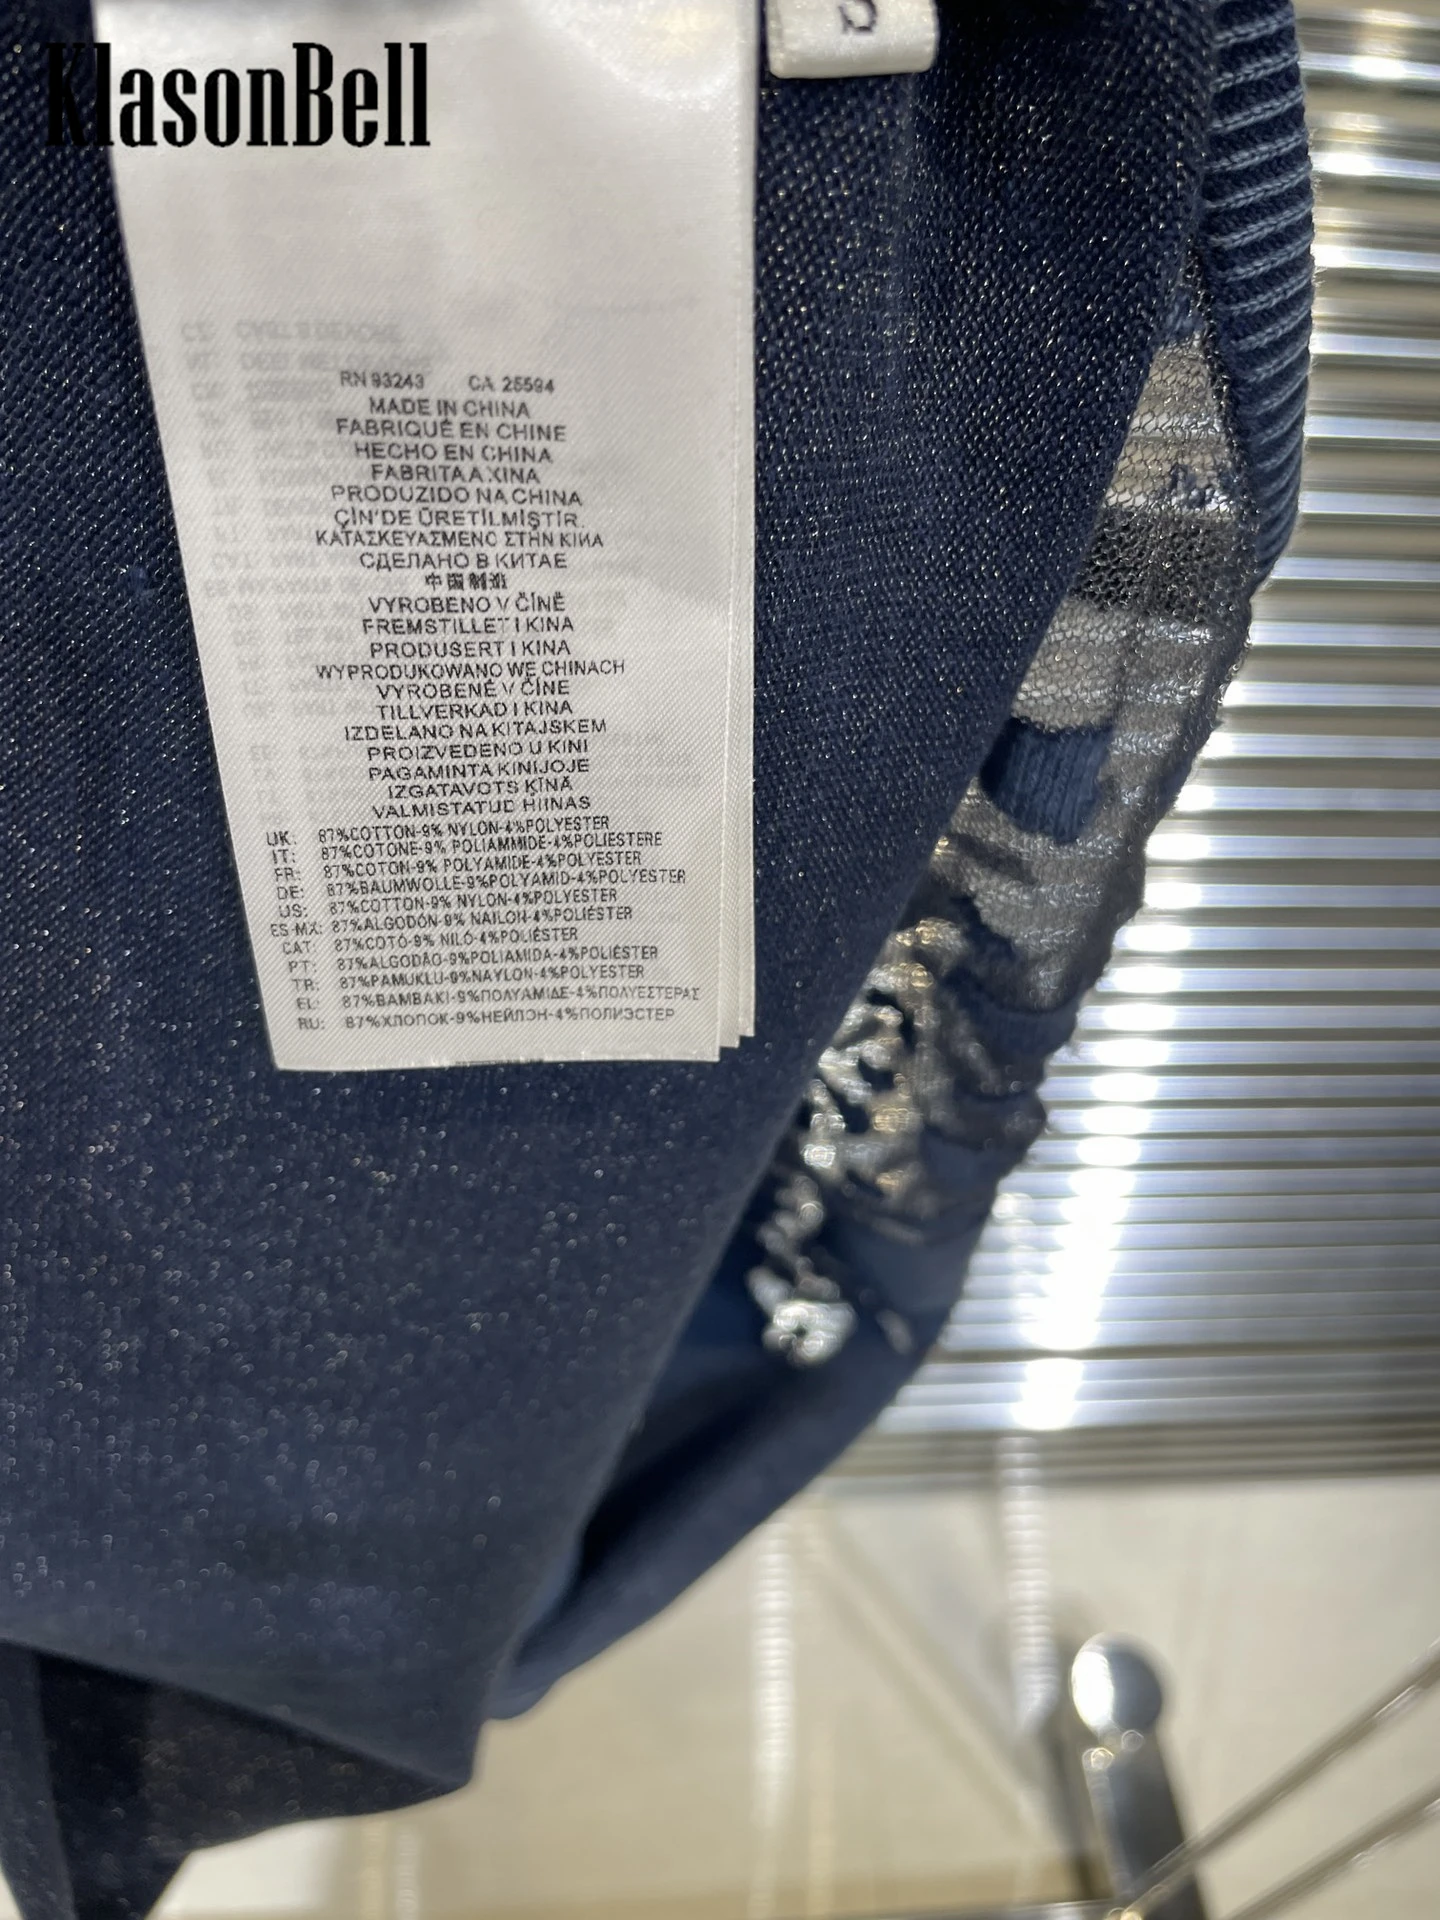 KlasonBell
S
RN 93243 CA 25594
MADE IN CHINA
FABRIQUÉ EN CHINE
HECHO EN CHINA
FABRITA A XINA
PRODUZIDO NA CHINA
ÇİN'DE ÜRETİLMİŞTİR.
ΚΑΤΑΣΚΕΥΑΣΜΕΝΟ ΣΤΗΝ ΚΙΝΑ
СДЕЛАНО В КИТАЕ
中国制造
VYROBENO V ČÍNĚ
FREMSTILLET I KINA
PRODUSERT I KINA
WYPRODUKOWANO WE CHINACH
VYROBENÉ V ČÍNE
TILLVERKAD I KINA
IZDELANO NA KITAJSKEM
PROIZVEDENO U KINI
PAGAMINTA KINIJOJE
IZGATAVOTS ĶĪNĀ
VALMISTATUD HIINAS
UK: 87%COTTON-9% NYLON-4%POLYESTER
IT: 87%COTONE-9% POLIAMMIDE-4%POLIESTERE
FR: 87%COTON-9% POLYAMIDE-4%POLYESTER
DE: 87%BAUMWOLLE-9%POLYAMID-4%POLYESTER
US: 87%COTTON-9% NYLON-4%POLYESTER
ES-MX: 87%ALGODÓN-9% NAILON-4%POLIÉSTER
CAT: 87%COTÓ-9% NILÓ-4%POLIÈSTER
PT: 87%ALGODÃO-9%POLIAMIDA-4%POLIÉSTER
TR: 87%PAMUKLU-9%NAYLON-4%POLYESTER
EL: 87%ΒΑΜΒΑΚΙ-9%ΠΟΛΥΑΜΙΔΕ-4%ΠΟΛΥΕΣΤΕΡΑΣ
RU: 87%ХЛОПОК-9%НЕЙЛОН-4%ПОЛИЭСТЕР